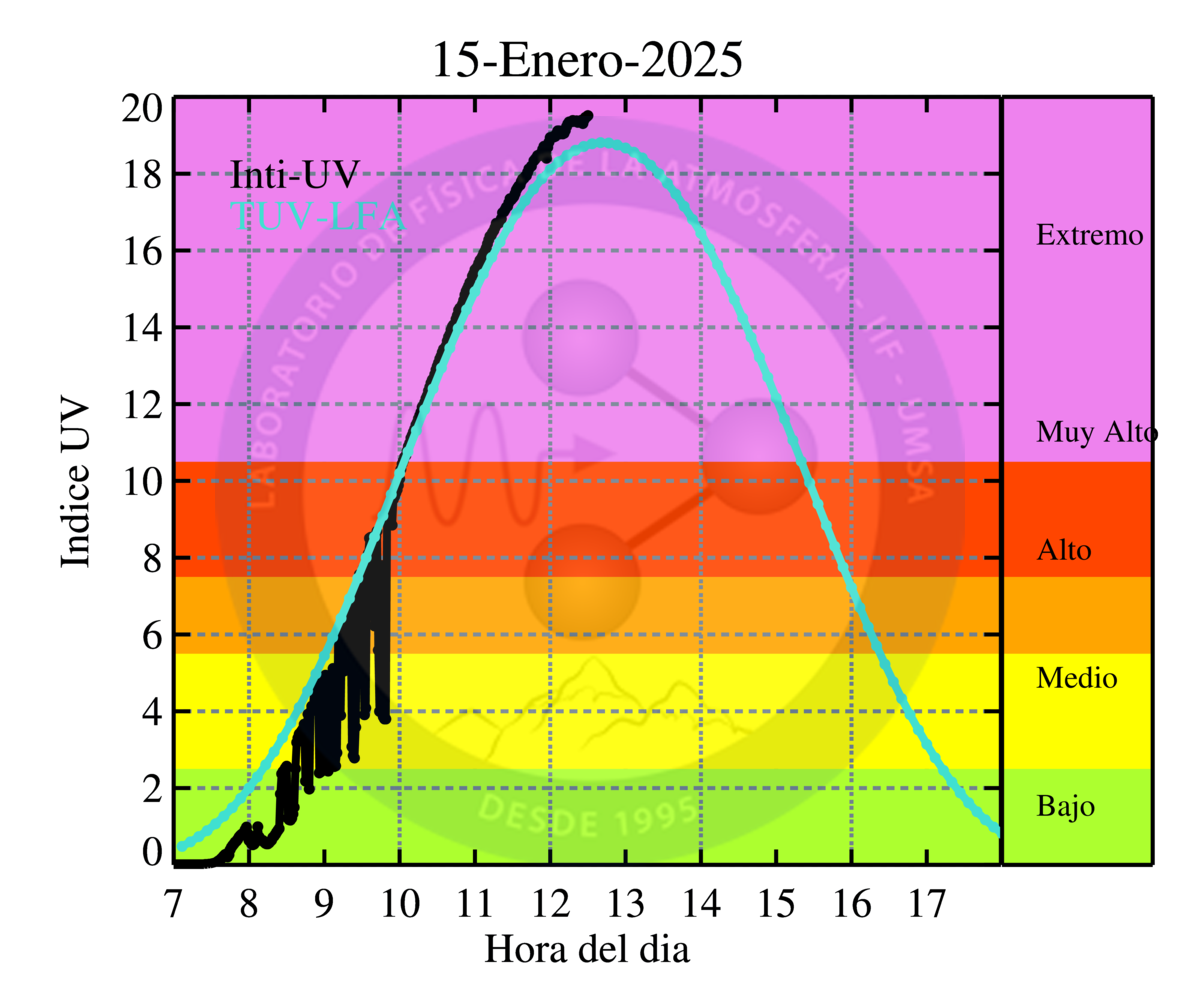 15-Enero-2025
Inti-UV
TUV-LFA
20
18
16
14
12
10
8
6
4
2
0
Indice UV
7 8 9 10 11 12 13 14 15 16 17
Hora del dia
Extremo
Muy Alto
Alto
Medio
Bajo
LABORATORIO DE FÍSICA DE LA ATMÓSFERA - IIF - UMSA
DESDE 1995